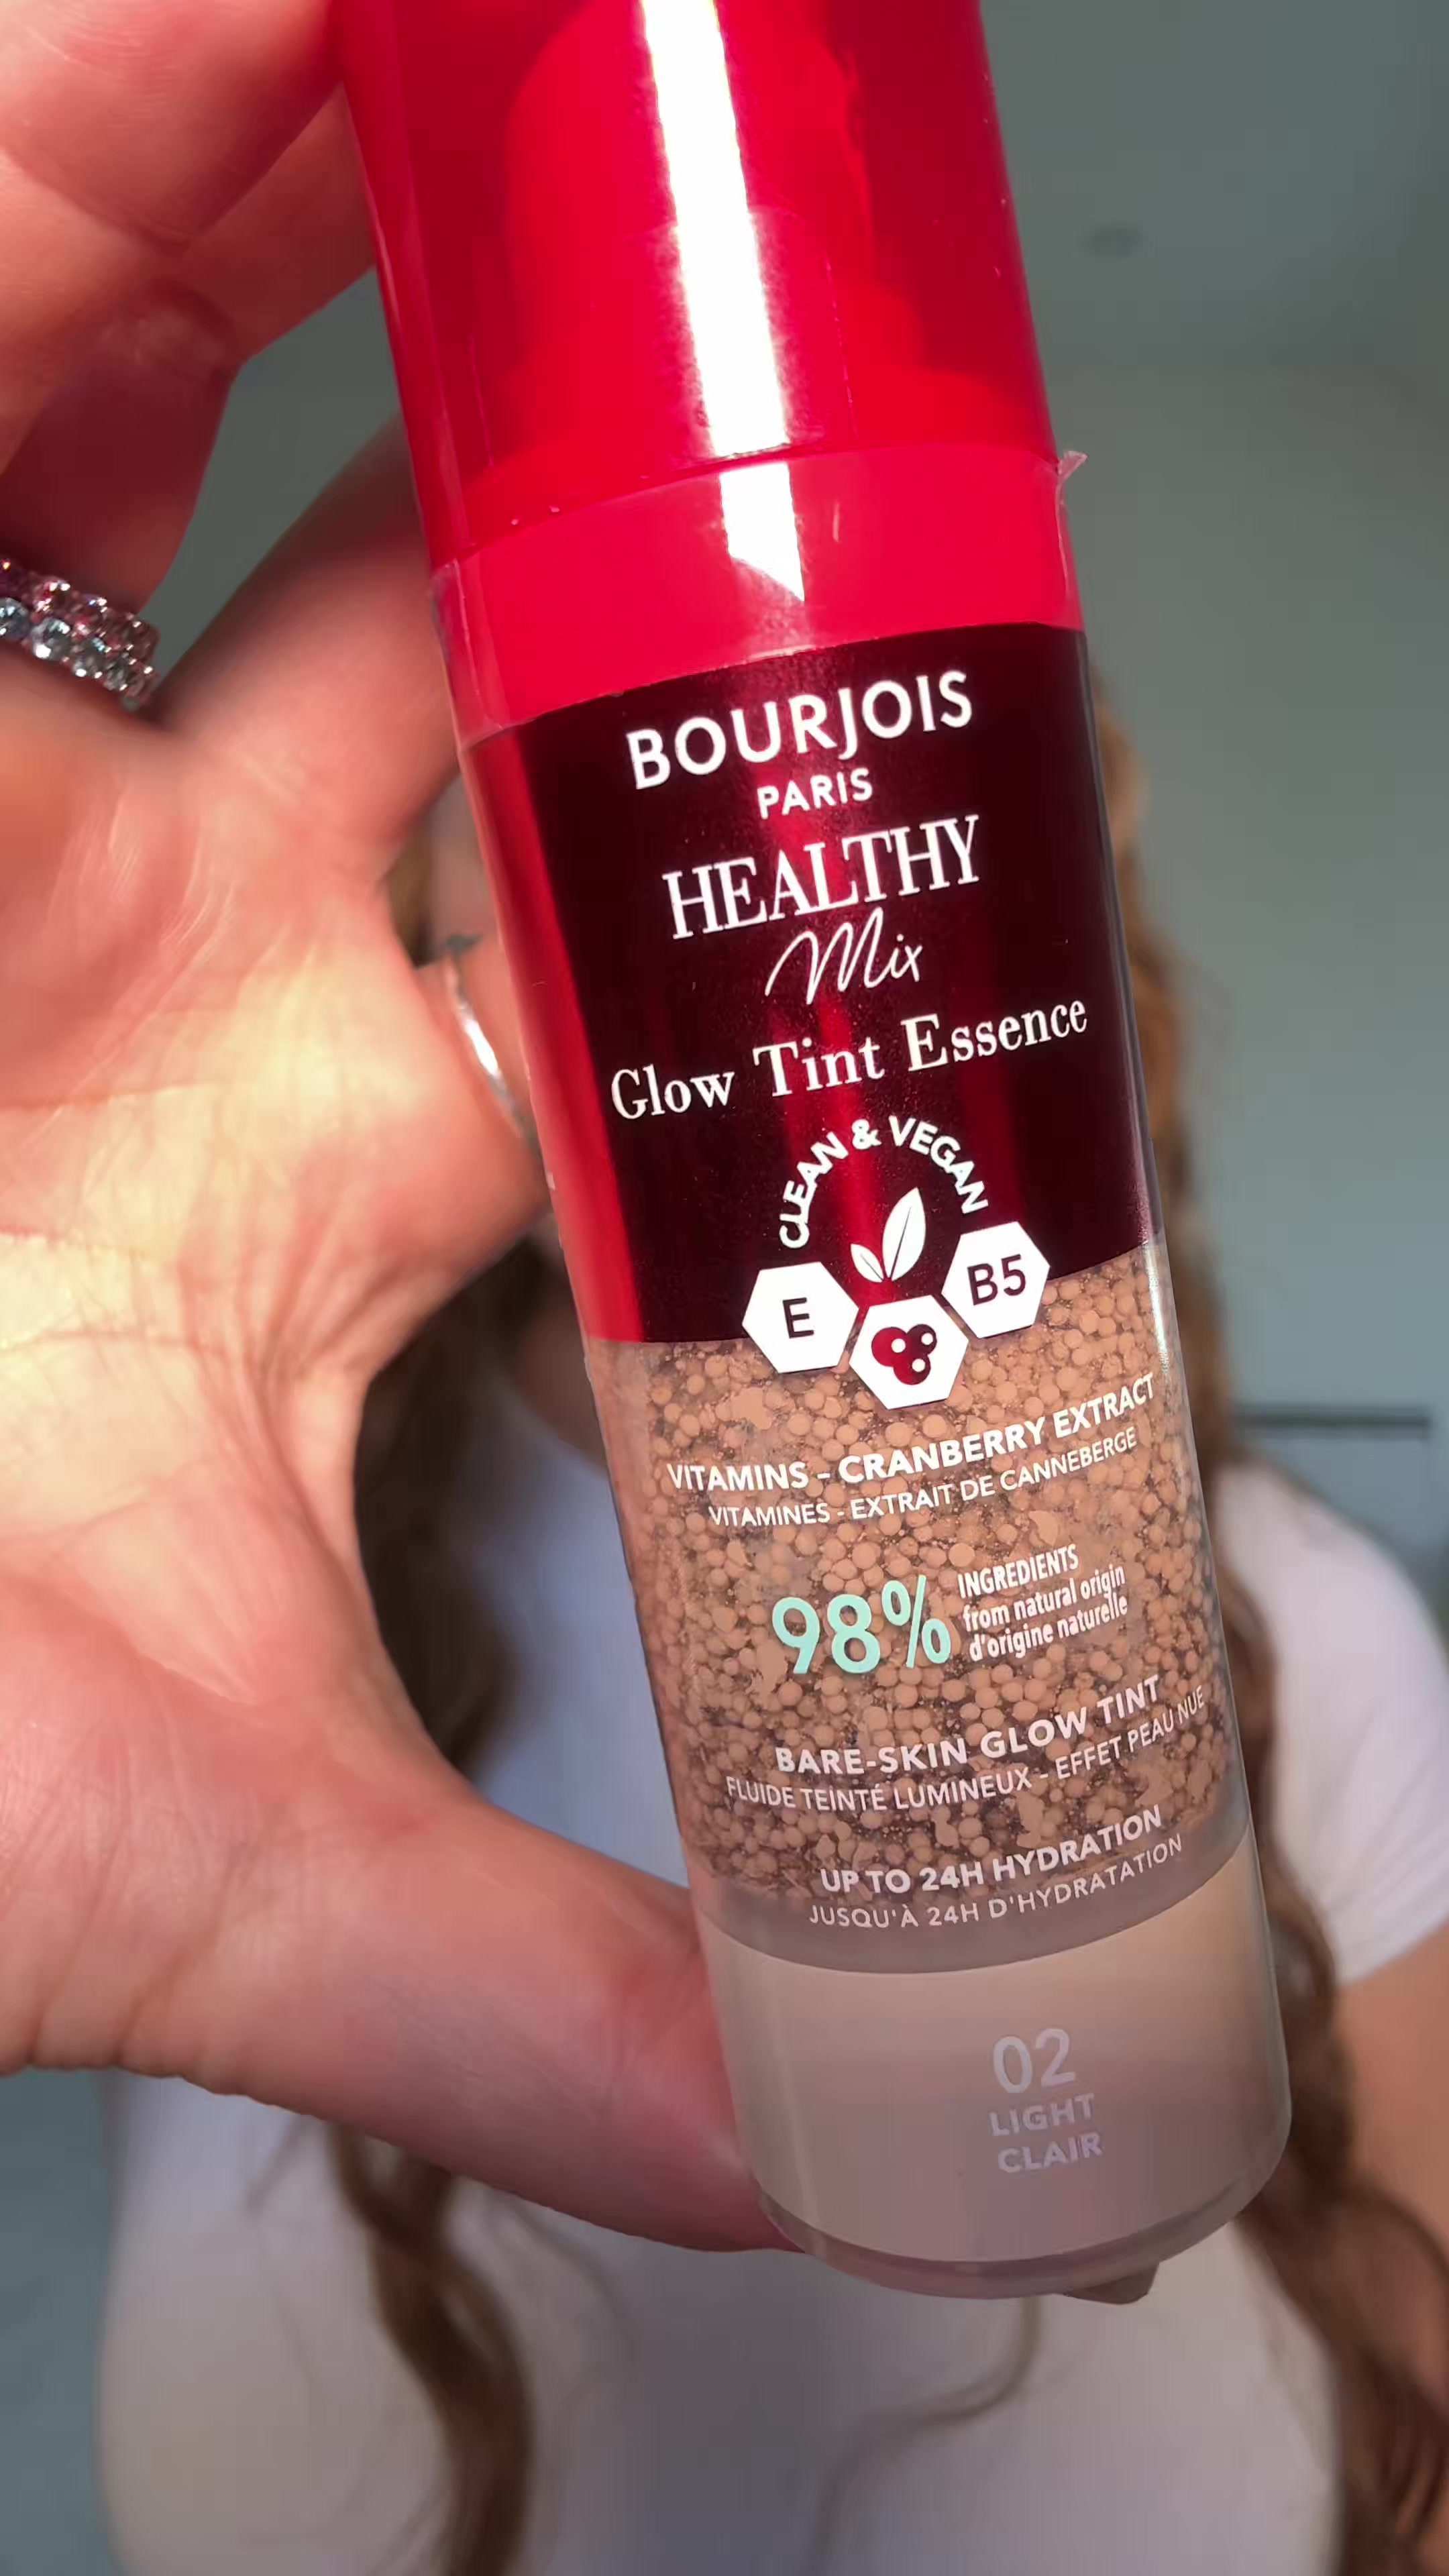 BOURJOIS
PARIS
HEALTHY
Mix
Glow Tint Essence
CLEAN & VEGAN
E
B5
VITAMINS - CRANBERRY EXTRACT
VITAMINES - EXTRAIT DE CANNEBERGE
98%
INGREDIENTS
from natural origin
d'origine naturelle
BARE-SKIN GLOW TINT
FLUIDE TEINTÉ LUMINEUX - EFFET PEAU NUE
UP TO 24H HYDRATION
JUSQU'À 24H D'HYDRATATION
02
LIGHT
CLAIR